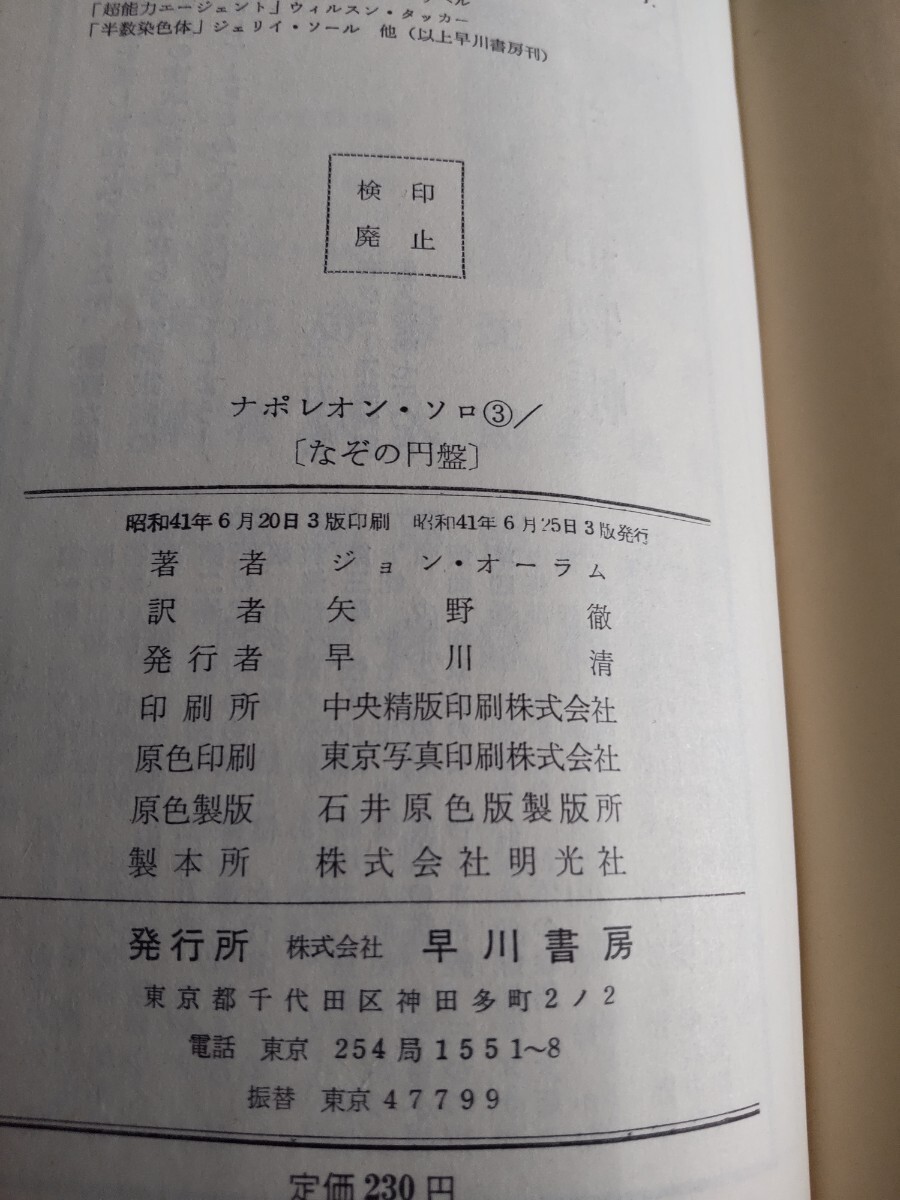 「超能力エージェント」ウィルスン・タッカー
「半数染色体」ジェリイ・ソール 他(以上早川書房刊)
検印
廃止
ナポレオン・ソロ③/
〔なぞの円盤〕
昭和41年6月20日3版印刷 昭和41年6月25日3版発行
著者 ジョン・オーラム
訳者 矢野徹
発行者 早川清
印刷所 中央精版印刷株式会社
原色印刷 東京写真印刷株式会社
原色製版 石井原色版製版所
製本所 株式会社明光社
発行所 株式会社 早川書房
東京都千代田区神田多町2ノ2
電話 東京 254局1551~8
振替 東京47799
定価230円